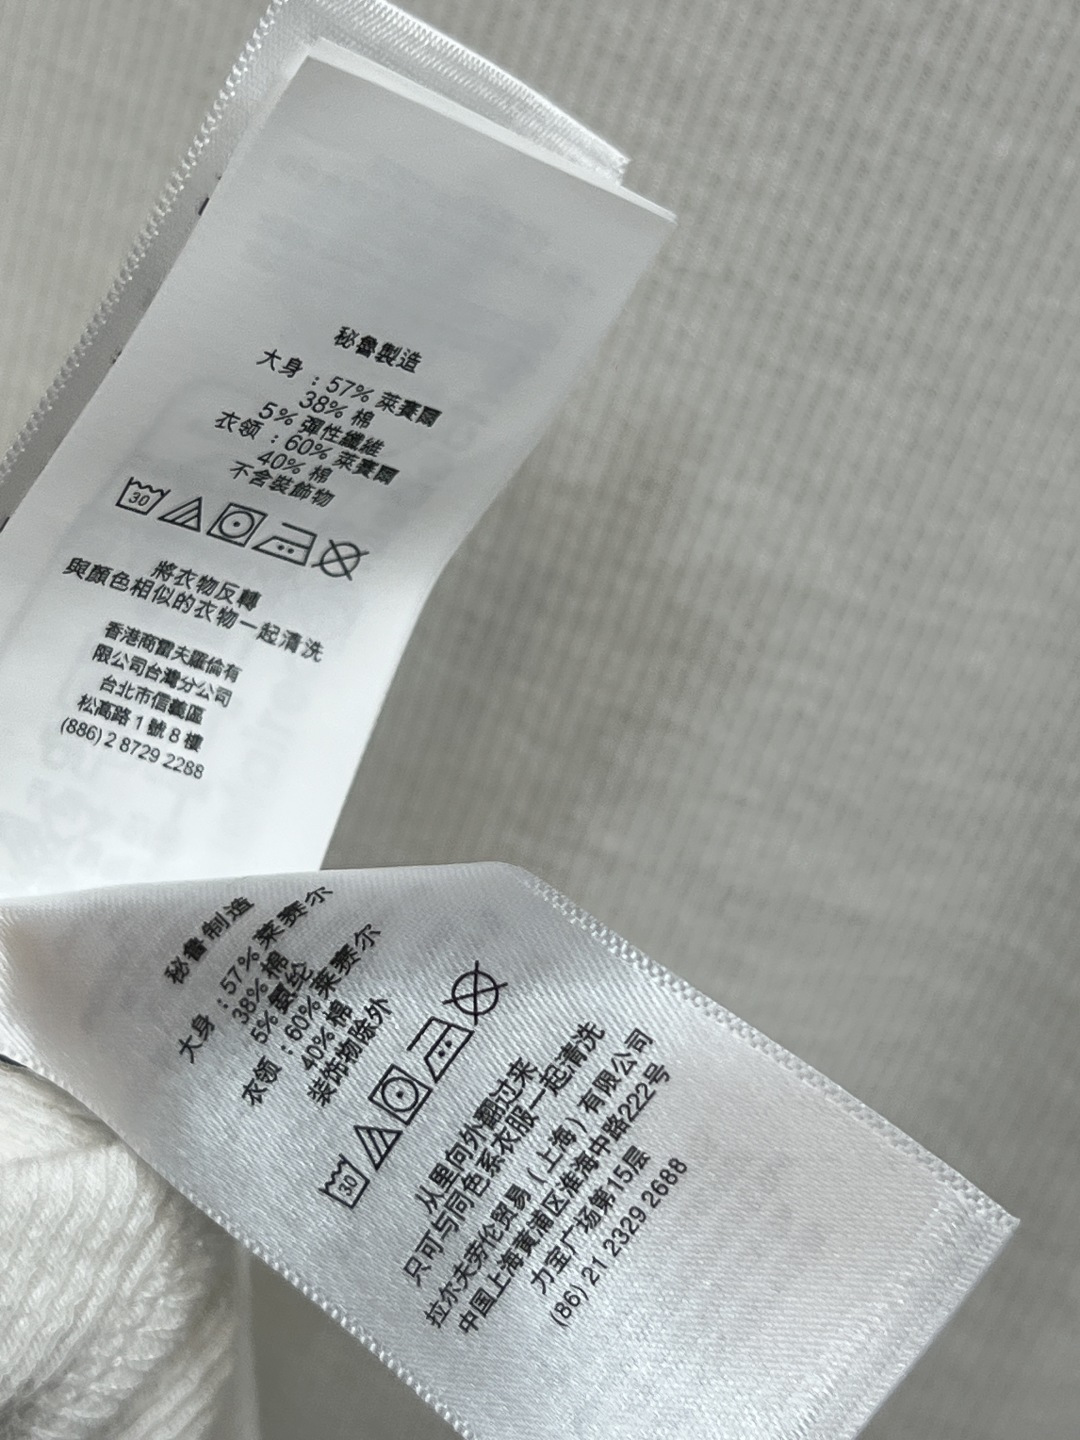 秘魯製造
大身：57% 萊賽爾
38% 棉
5% 彈性纖維
衣领：60% 萊賽爾
40% 棉
不含裝飾物
30
將衣物反轉
與顏色相似的衣物一起清洗
香港商雷夫羅倫有
限公司台灣分公司
台北市信義區
松高路 1 號 8 樓
(886) 2 8729 2288
秘鲁制造
大身：57% 莱赛尔
38% 棉
5% 氨纶
衣领：60% 莱赛尔
40% 棉
装饰物除外
30
从里向外翻过来
只可与同色系衣服一起清洗
拉尔夫劳伦贸易（上海）有限公司
中国上海黄浦区淮海中路222号
力宝广场第15层
(86) 21 2329 2688